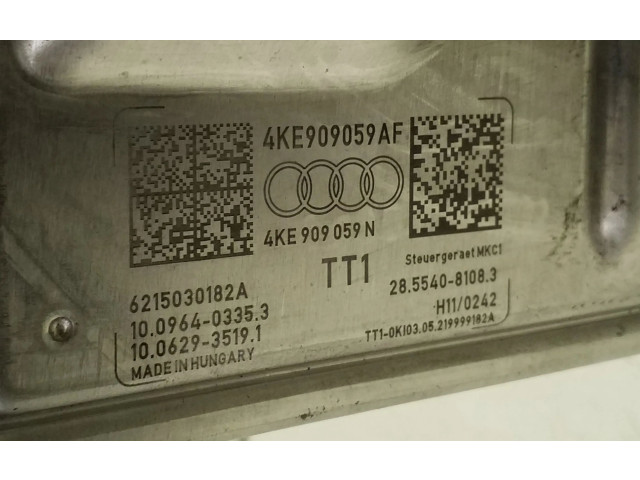 4KE909059AF
4KE 909 059 N
TT1
Steuergeraet MKC1
6215030182A
28.5540-8108.3
10.0964-0335.3
H11/0242
10.0629-3519.1
TT1-0KI03.05.219999182A
MADE IN HUNGARY